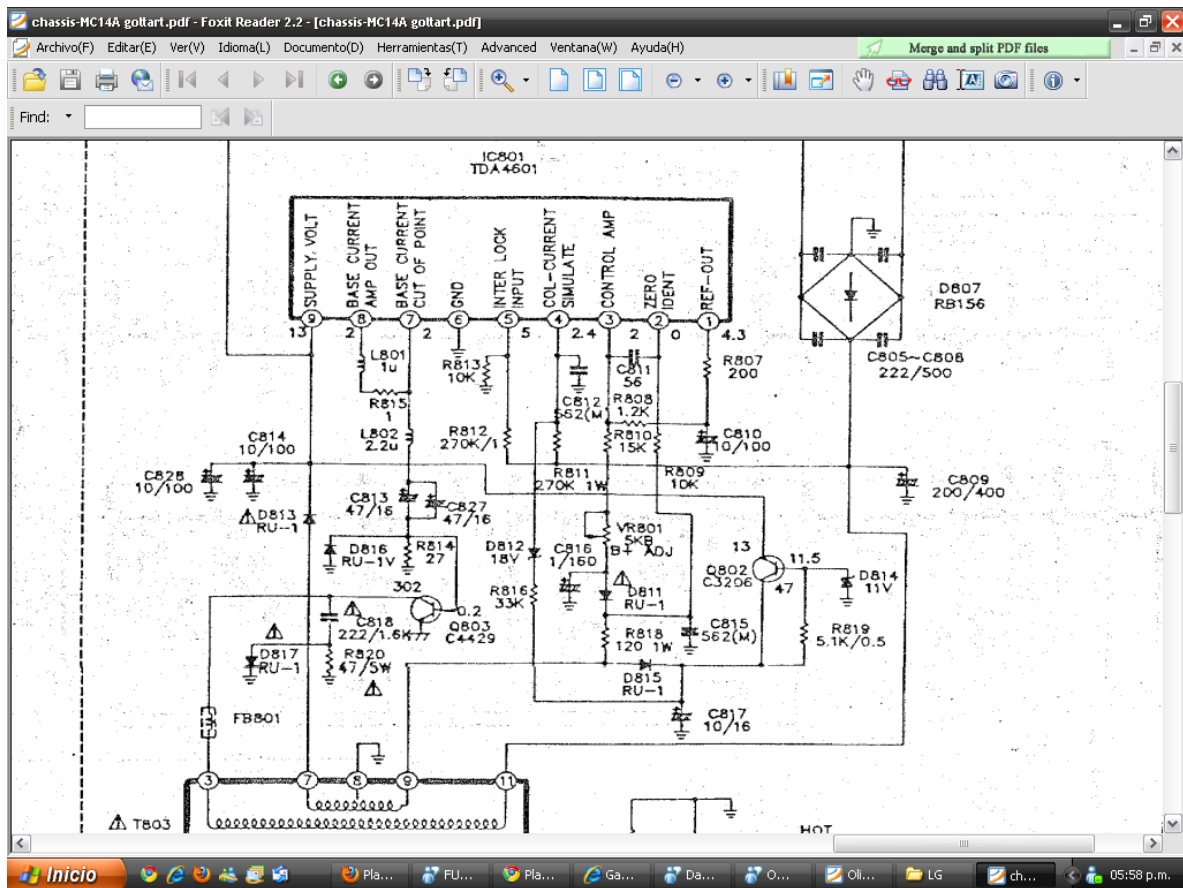 chassis-MC14A gottart.pdf - Foxit Reader 2.2 - [chassis-MC14A gottart.pdf]
Archivo(F) Editar(E) Ver(V) Idioma(L) Documento(D) Herramientas(T) Advanced Ventana(W) Ayuda(H)
Merge and split PDF files
Find:
IC801
TDA4601
SUPPLY VOLT
BASE CURRENT AMP OUT
BASE CURRENT CUT OF POINT
GND
INTER LOCK INPUT
COL-CURRENT SIMULATE
CONTROL AMP
ZERO IDENT
REF-OUT
9 8 7 6 5 4 3 2 1
13 2 2 5 2.4 2 0 4.3
D807
RB156
C805~C808
222/500
L801
1u
R813
10K
C811
56
R807
200
R815
1
C812
562(M)
R808
1.2K
C814
10/100
L802
2.2u
R812
270K/1
R810
15K
C810
10/100
C828
10/100
R811
270K 1W
R809
10K
C809
200/400
C813
47/16
C827
47/16
D813
RU-1
D816
RU-1V
R814
27
D812
18V
C816
1/160
VR801
5KB
B+ ADJ
13
11.5
Q802
C3206
47
D814
11V
302
0.2
R816
33K
D811
RU-1
C818
222/1.6K
Q803
C4429
R818
120 1W
C815
562(M)
R819
5.1K/0.5
D817
RU-1
R820
47/5W
D815
RU-1
FB801
C817
10/16
3 7 8 9 11
T803
HOT
Inicio
Pla...
FU...
Pla...
Ga...
Da...
O...
Oli...
LG
ch...
05:58 p.m.